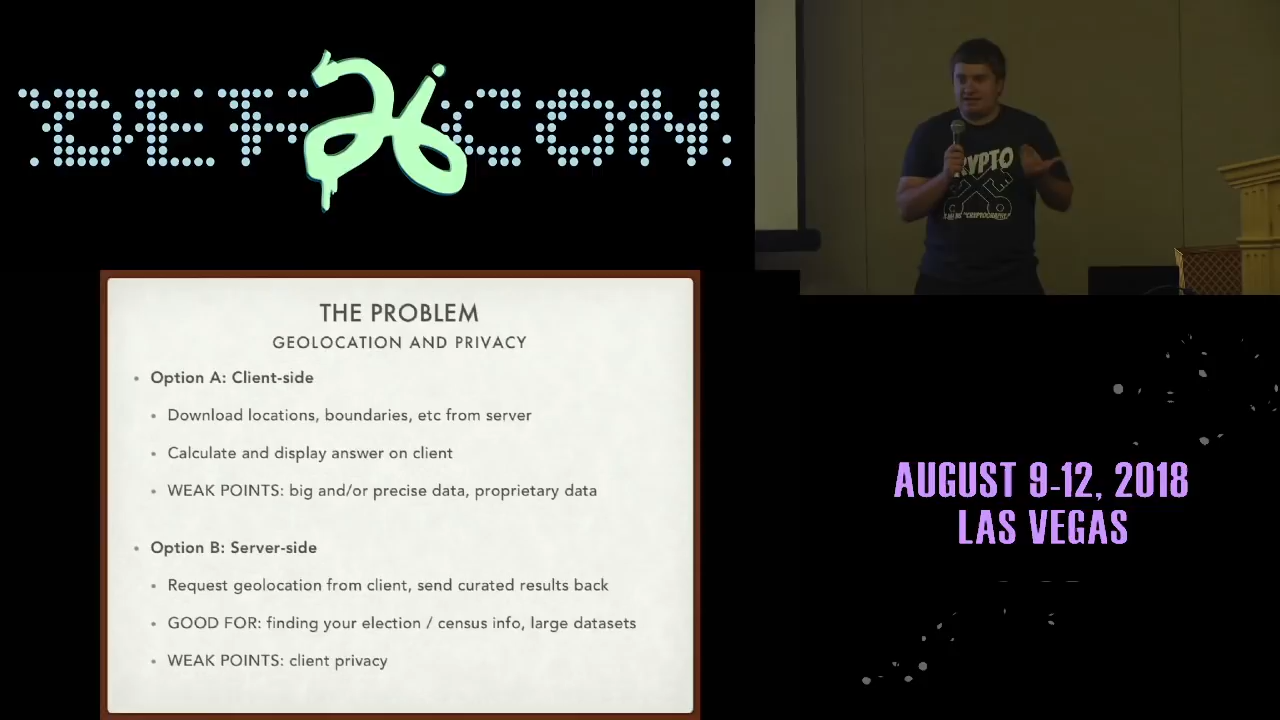 DEF 26 CON
CRYPTO
THE PROBLEM
GEOLOCATION AND PRIVACY
• Option A: Client-side
• Download locations, boundaries, etc from server
• Calculate and display answer on client
• WEAK POINTS: big and/or precise data, proprietary data
• Option B: Server-side
• Request geolocation from client, send curated results back
• GOOD FOR: finding your election / census info, large datasets
• WEAK POINTS: client privacy
AUGUST 9-12, 2018
LAS VEGAS